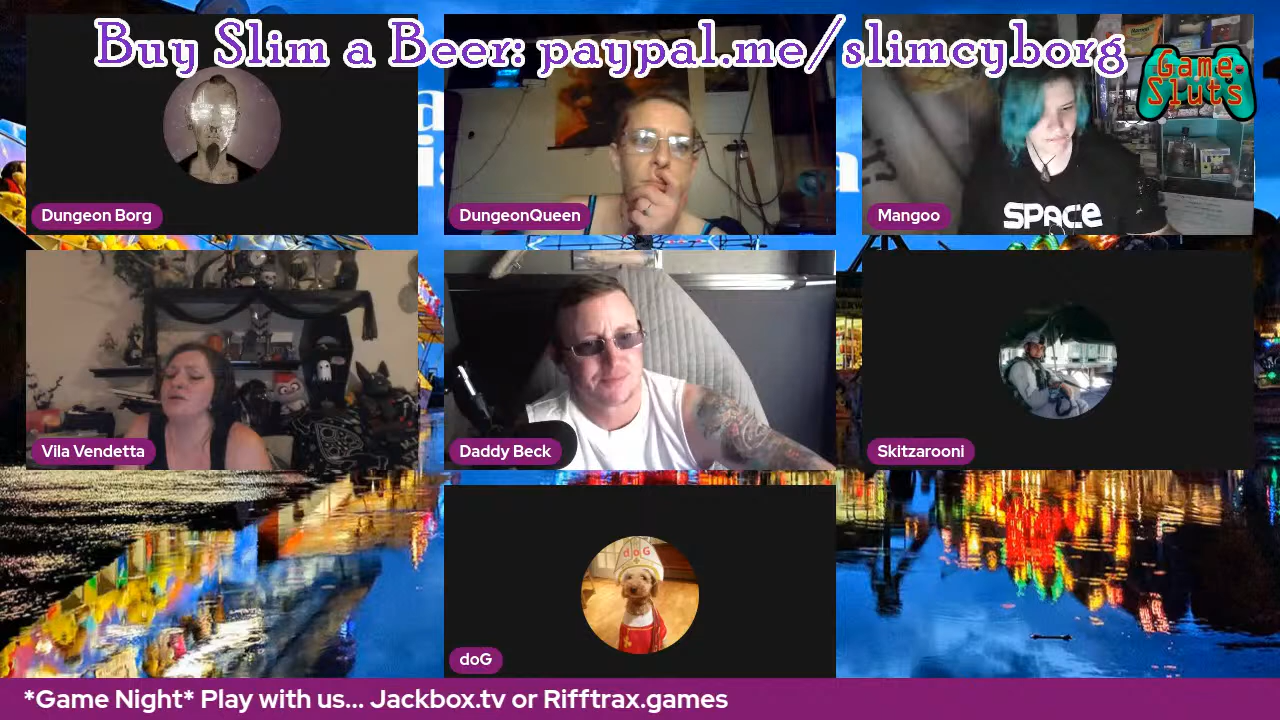 Buy Slim a Beer: paypal.me/slimcyborg
Game
Sluts
Dungeon Borg
DungeonQueen
Mangoo
SPACE
Vila Vendetta
Daddy Beck
Skitzarooni
doG
doG
*Game Night* Play with us... Jackbox.tv or Rifftrax.games